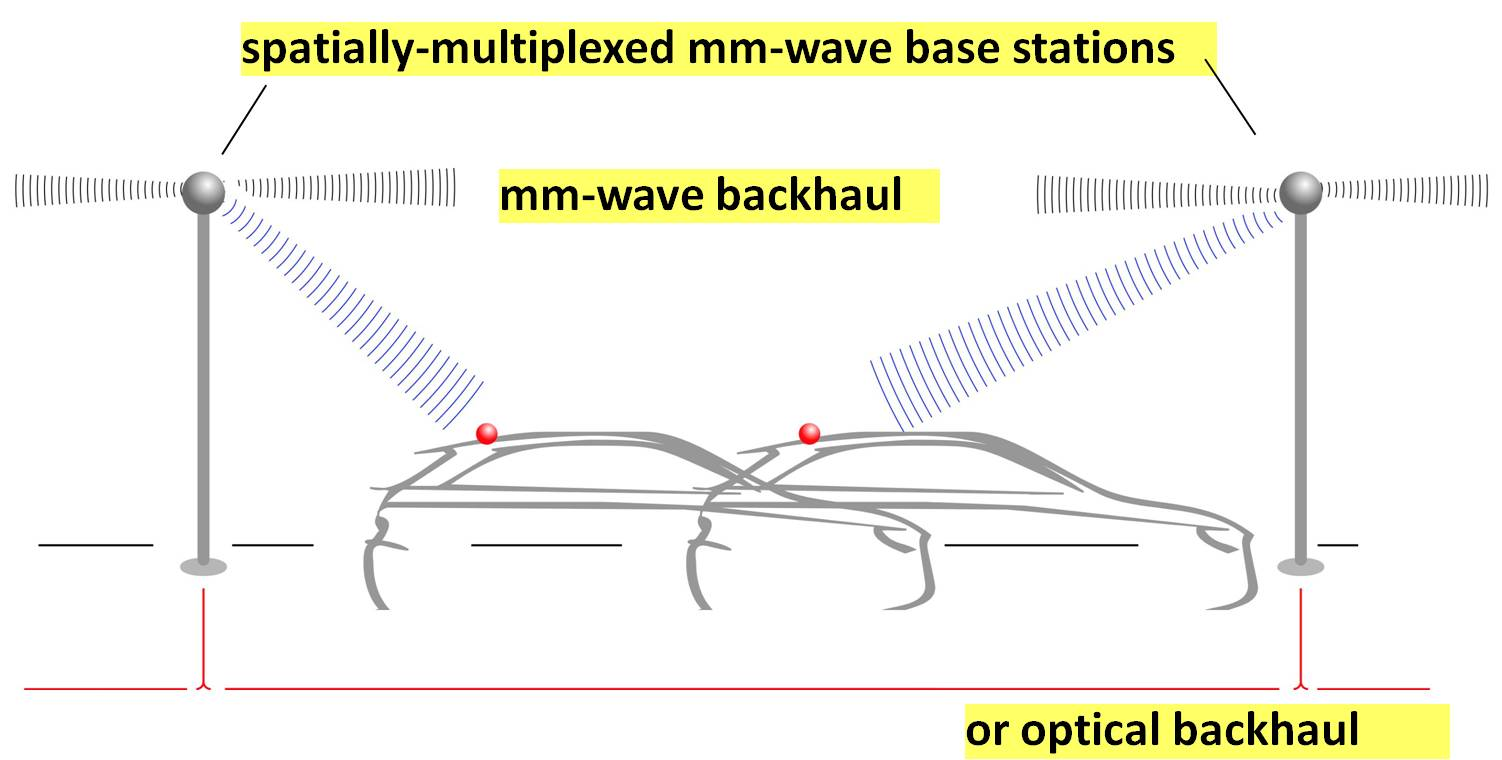 spatially-multiplexed mm-wave base stations
mm-wave backhaul
or optical backhaul